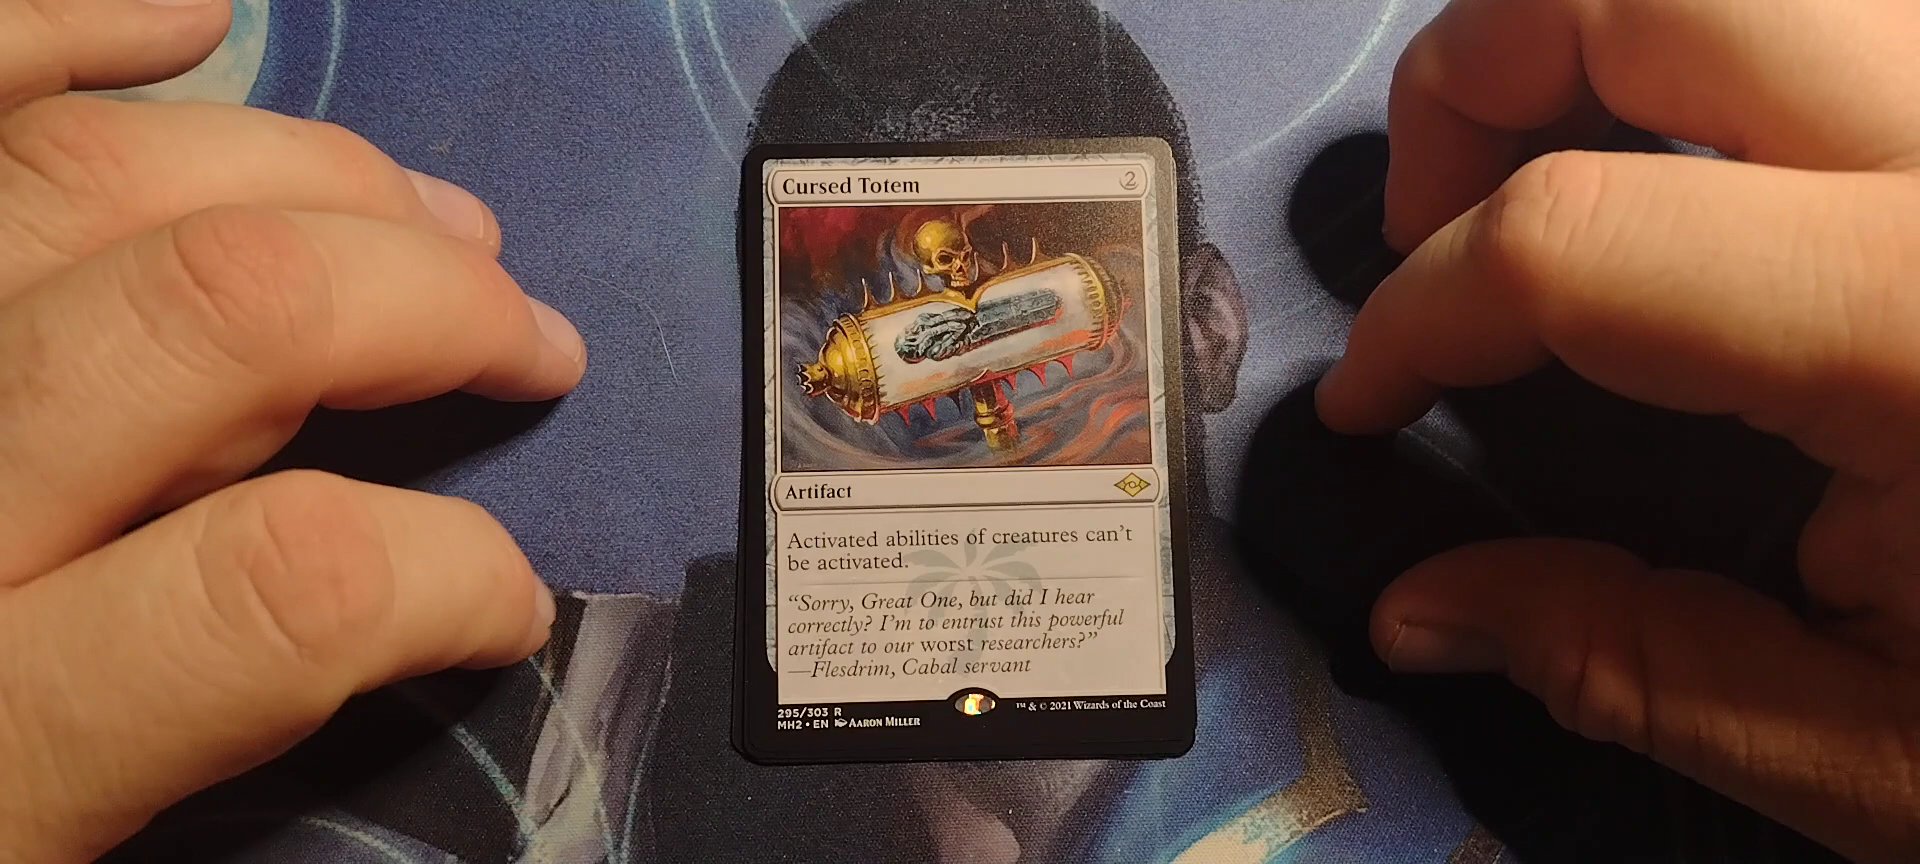 Cursed Totem 2
Artifact
Activated abilities of creatures can't
be activated.
“Sorry, Great One, but did I hear
correctly? I'm to entrust this powerful
artifact to our worst researchers?”
—Flesdrim, Cabal servant
295/303 R
MH2 • EN AARON MILLER
™ & © 2021 Wizards of the Coast